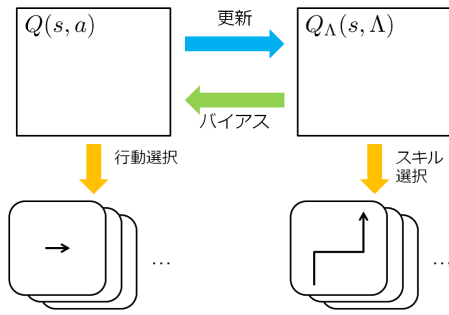 Q(s, a)
更新
Q_Λ(s, Λ)
バイアス
行動選択
スキル
選択
…
…